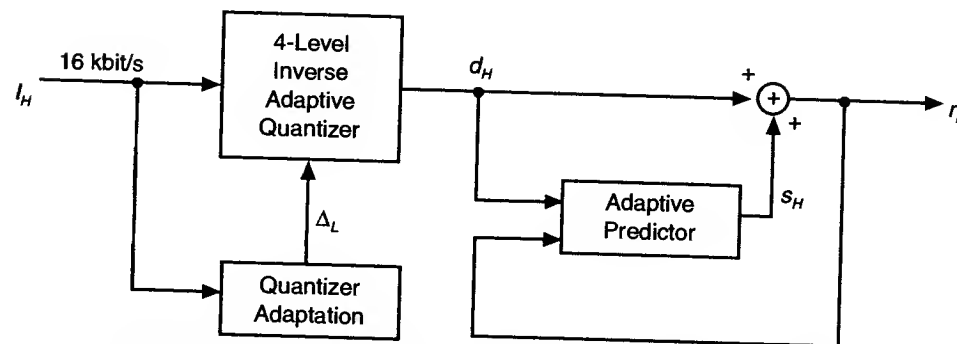 16 kbit/s
I_H
4-Level
Inverse
Adaptive
Quantizer
d_H
+
+
+
Δ_L
Adaptive
Predictor
s_H
Quantizer
Adaptation